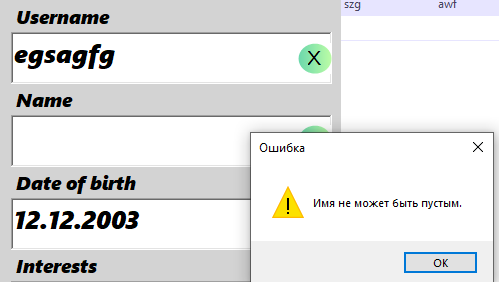 Username
szg awf
egsagfg X
Name
Ошибка
Имя не может быть пустым.
Date of birth
12.12.2003
OK
Interests